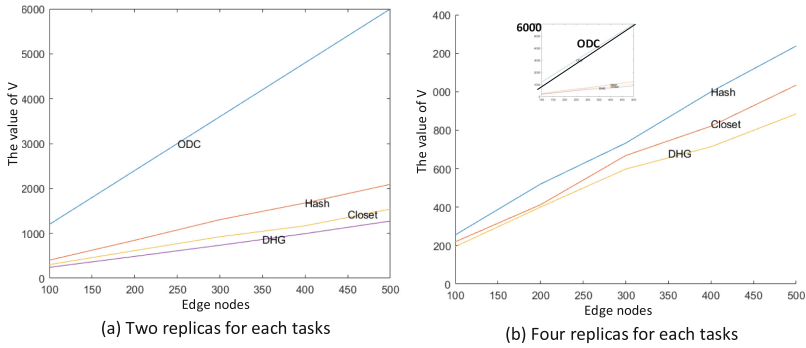 6000
5000
4000
3000
2000
1000
0
The value of V
ODC
Hash
Closet
DHG
100 150 200 250 300 350 400 450 500
Edge nodes
(a) Two replicas for each tasks
400
200
000
800
600
400
200
0
The value of V
6000
ODC
Hash
Closet
DHG
100 150 200 250 300 350 400 450 500
Edge nodes
(b) Four replicas for each tasks